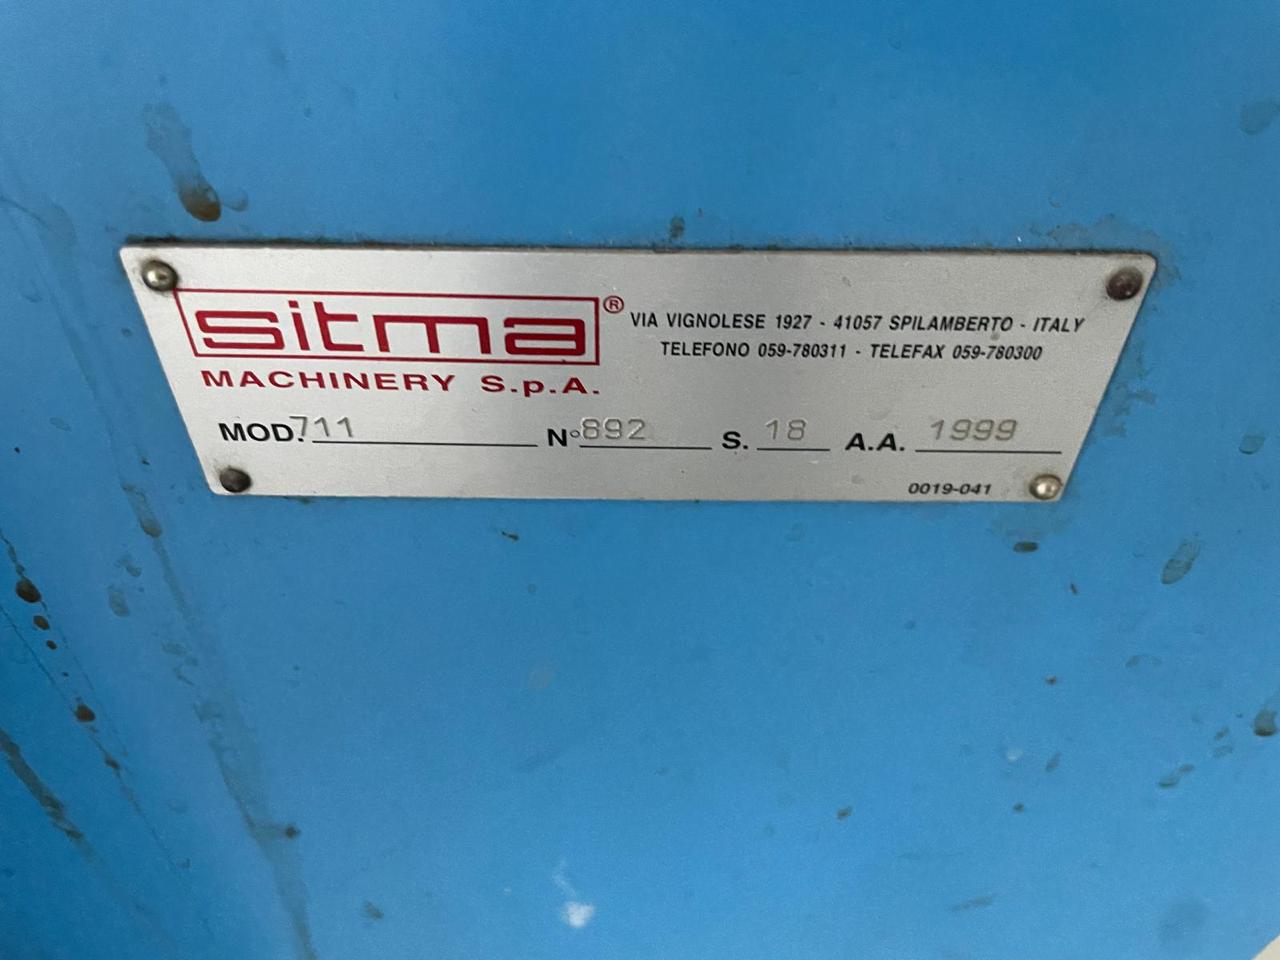 sitma®
MACHINERY S.p.A.
VIA VIGNOLESE 1927 - 41057 SPILAMBERTO - ITALY
TELEFONO 059-780311 - TELEFAX 059-780300
MOD. 711 N° 892 S. 18 A.A. 1999
0019-041